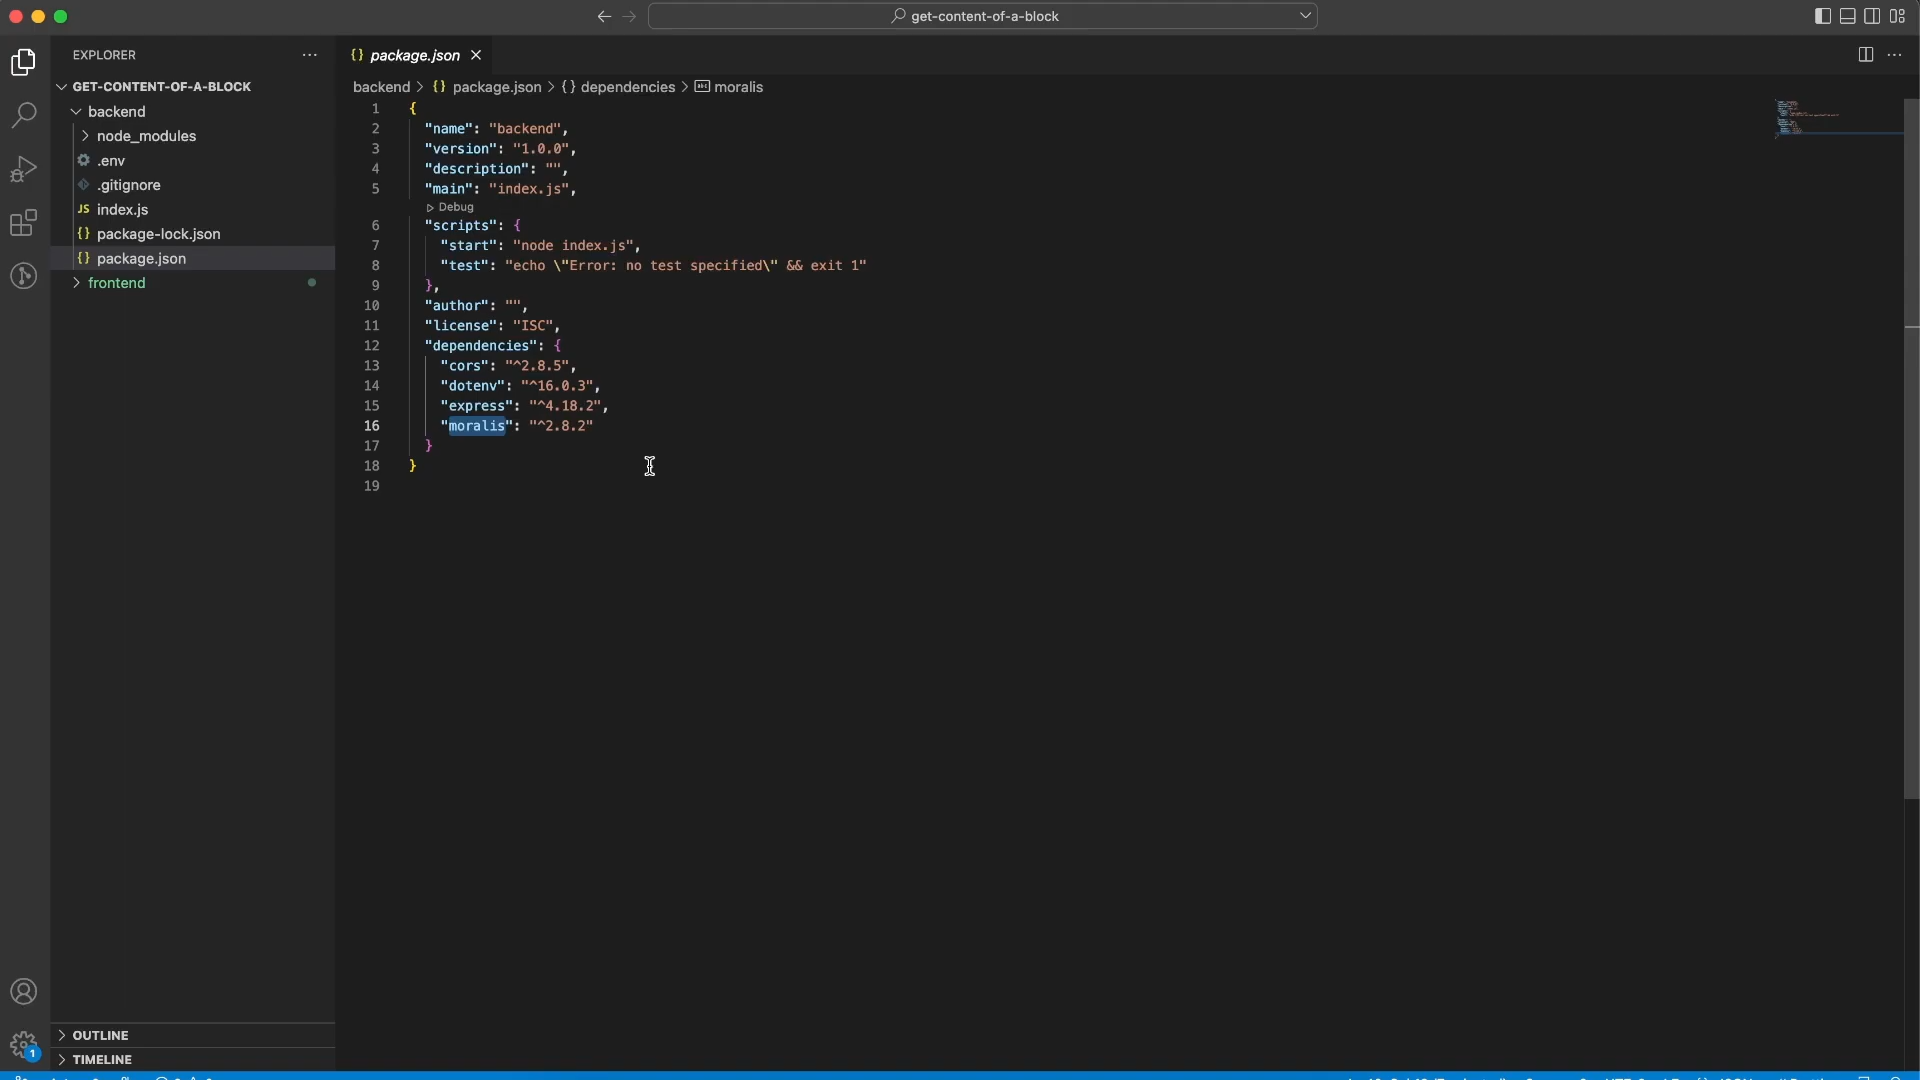 get-content-of-a-block
EXPLORER
package.json
GET-CONTENT-OF-A-BLOCK
backend
node_modules
.env
.gitignore
JS index.js
{} package-lock.json
{} package.json
frontend
backend > {} package.json > {} dependencies > moralis
1 {
2 "name": "backend",
3 "version": "1.0.0",
4 "description": "",
5 "main": "index.js",
Debug
6 "scripts": {
7 "start": "node index.js",
8 "test": "echo \"Error: no test specified\" && exit 1"
9 },
10 "author": "",
11 "license": "ISC",
12 "dependencies": {
13 "cors": "^2.8.5",
14 "dotenv": "^16.0.3",
15 "express": "^4.18.2",
16 "moralis": "^2.8.2"
17 }
18 }
19
OUTLINE
1
TIMELINE